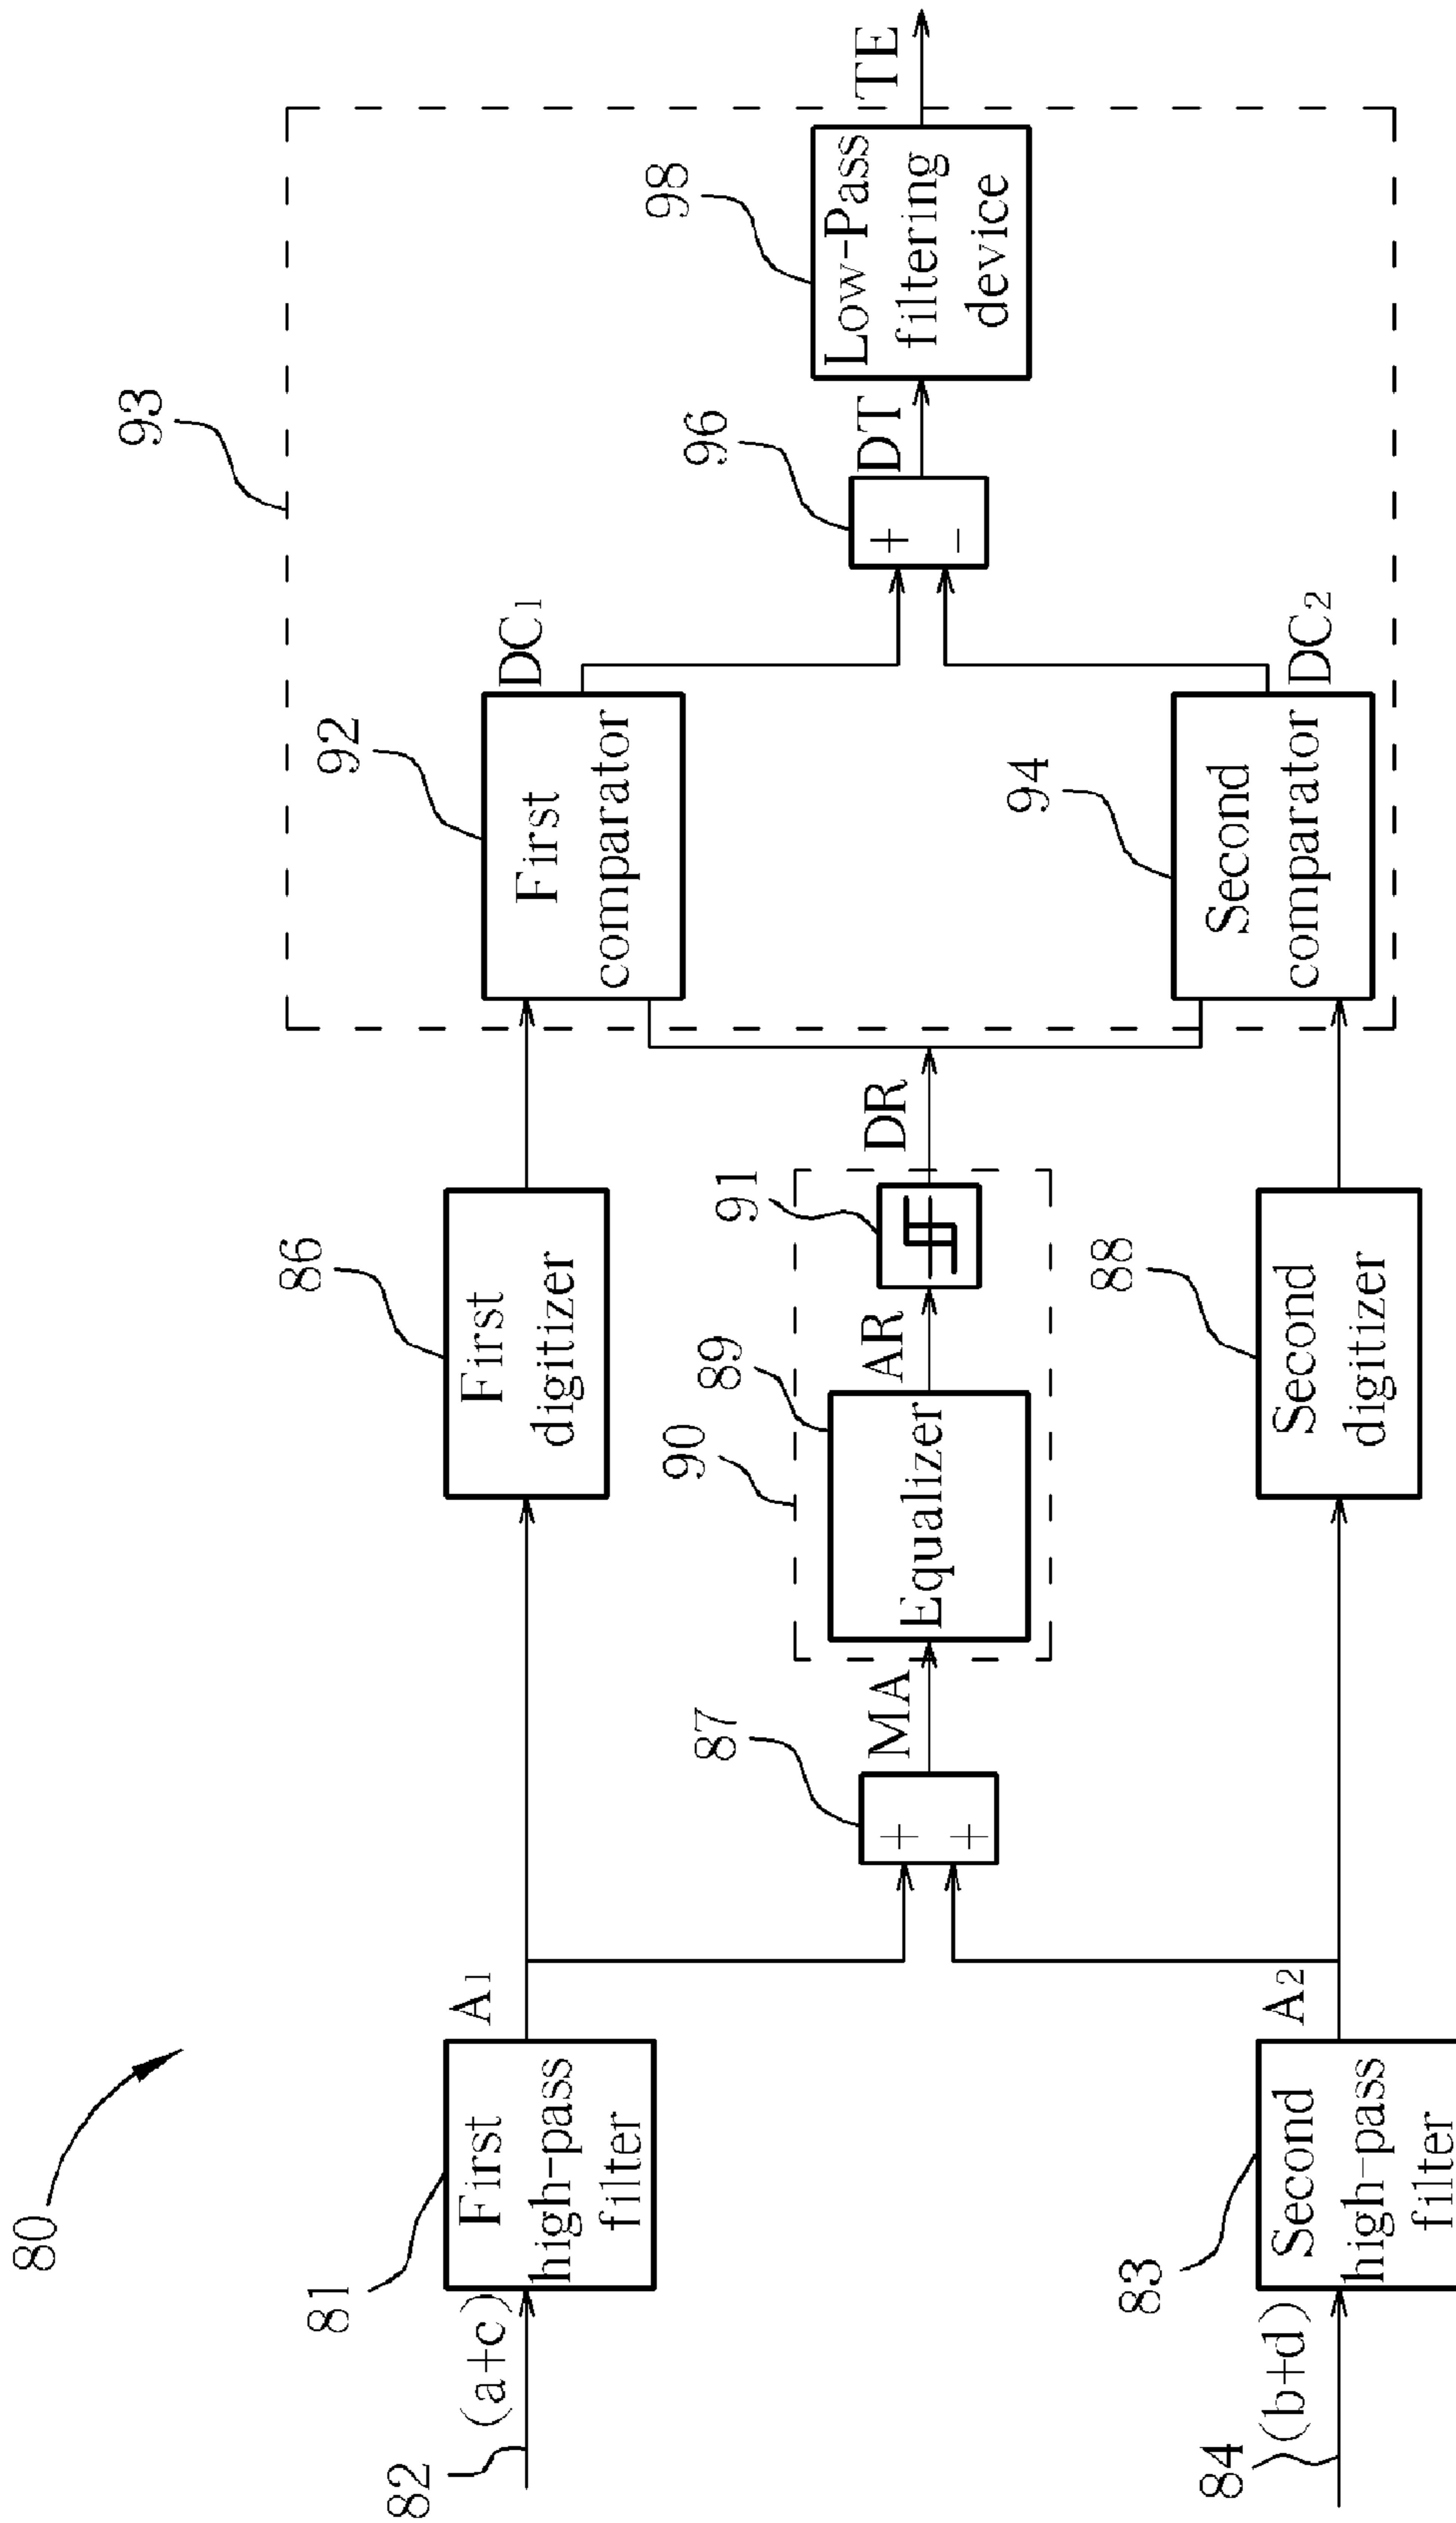 80
93
82
(a+c)
81
First
high-pass
filter
A1
86
First
digitizer
92
First
comparator
DC1
87
+
+
MA
90
89
Equalizer
AR
91
DR
96
+
-
DT
98
Low-Pass
filtering
device
TE
84
(b+d)
83
Second
high-pass
filter
A2
88
Second
digitizer
94
Second
comparator
DC2